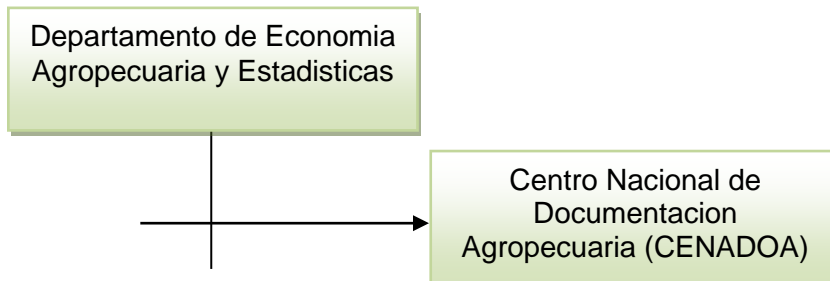 Departamento de Economia
Agropecuaria y Estadisticas
Centro Nacional de
Documentacion
Agropecuaria (CENADOA)